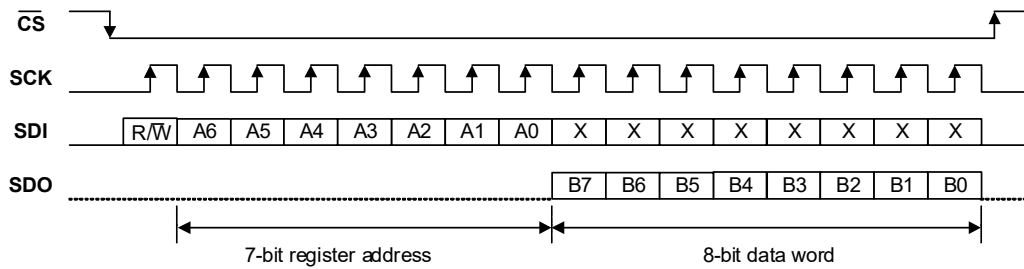 C̅S̅
SCK
SDI R/W̅ A6 A5 A4 A3 A2 A1 A0 X X X X X X X X
SDO B7 B6 B5 B4 B3 B2 B1 B0
7-bit register address 8-bit data word